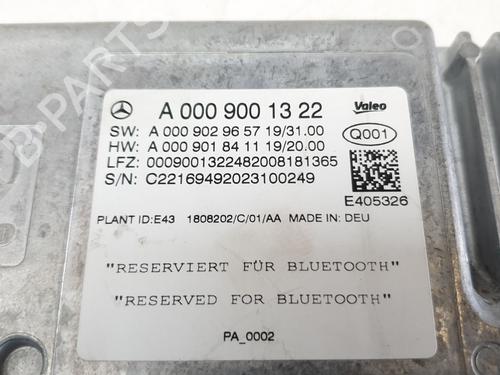 A 000 900 13 22
Valeo
SW: A 000 902 96 57 19/31.00
HW: A 000 901 84 11 19/20.00
Q001
LFZ: 00090013224820081813​65
S/N: C22169492023100249
E405326
PLANT ID:E43 1808202/C/01/AA MADE IN: DEU
"RESERVIERT FÜR BLUETOOTH"
"RESERVED FOR BLUETOOTH"
PA_0002